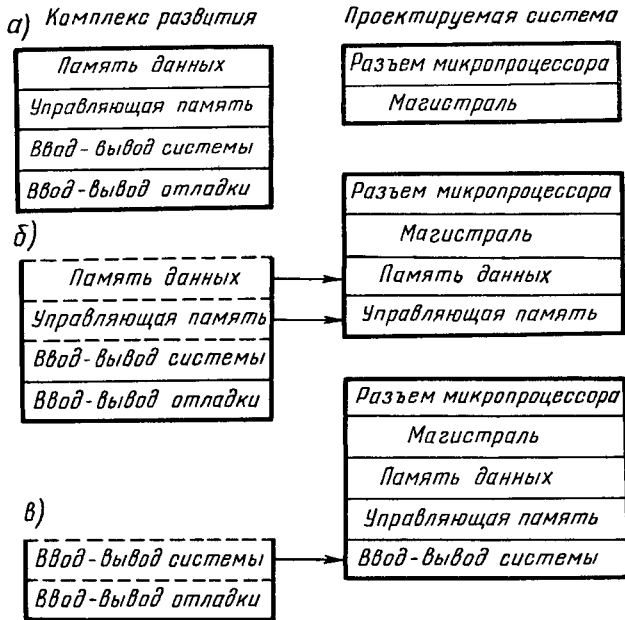 Комплекс развития
Проектируемая система
а)
Память данных
Управляющая память
Ввод-вывод системы
Ввод-вывод отладки
Разъем микропроцессора
Магистраль
б)
Память данных
Управляющая память
Ввод-вывод системы
Ввод-вывод отладки
Разъем микропроцессора
Магистраль
Память данных
Управляющая память
в)
Ввод-вывод системы
Ввод-вывод отладки
Разъем микропроцессора
Магистраль
Память данных
Управляющая память
Ввод-вывод системы